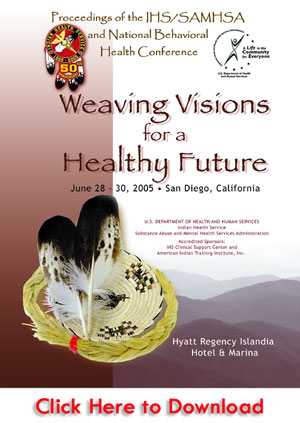 Proceedings of the IHS/SAMHSA
and National Behavioral
Health Conference
50
A Life in the
Community
for Everyone
U.S. Department of Health
and Human Services
Weaving Visions
for a
Healthy Future
June 28 - 30, 2005 • San Diego, California
U.S. DEPARTMENT OF HEALTH AND HUMAN SERVICES
Indian Health Service
Substance Abuse and Mental Health Services Administration
Accredited Sponsors:
IHS Clinical Support Center and
American Indian Training Institute, Inc.
Hyatt Regency Islandia
Hotel & Marina
Click Here to Download